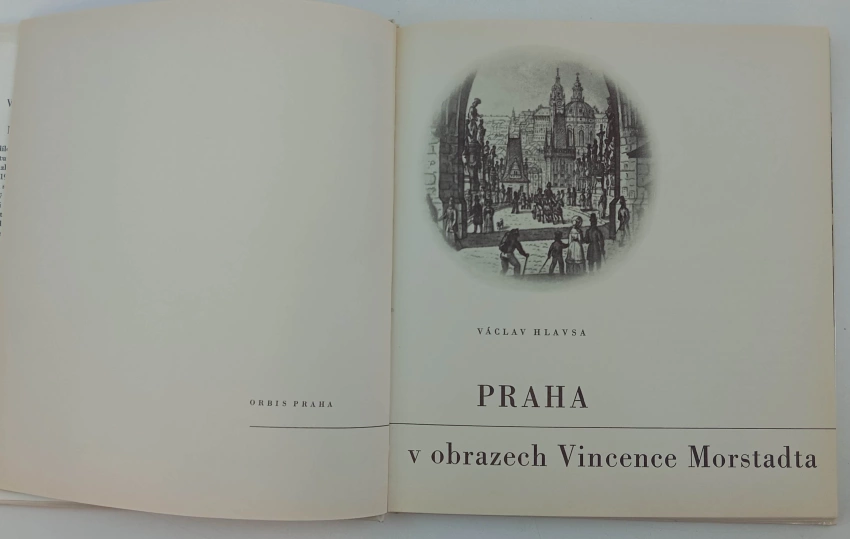 ORBIS PRAHA
VÁCLAV HLAVSA
PRAHA
v obrazech Vincence Morstadta